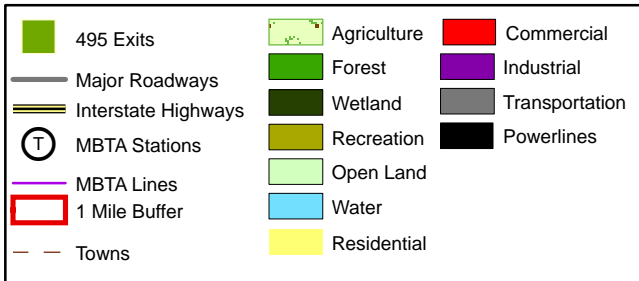 495 Exits
Major Roadways
Interstate Highways
T
MBTA Stations
MBTA Lines
1 Mile Buffer
Towns
Agriculture
Forest
Wetland
Recreation
Open Land
Water
Residential
Commercial
Industrial
Transportation
Powerlines